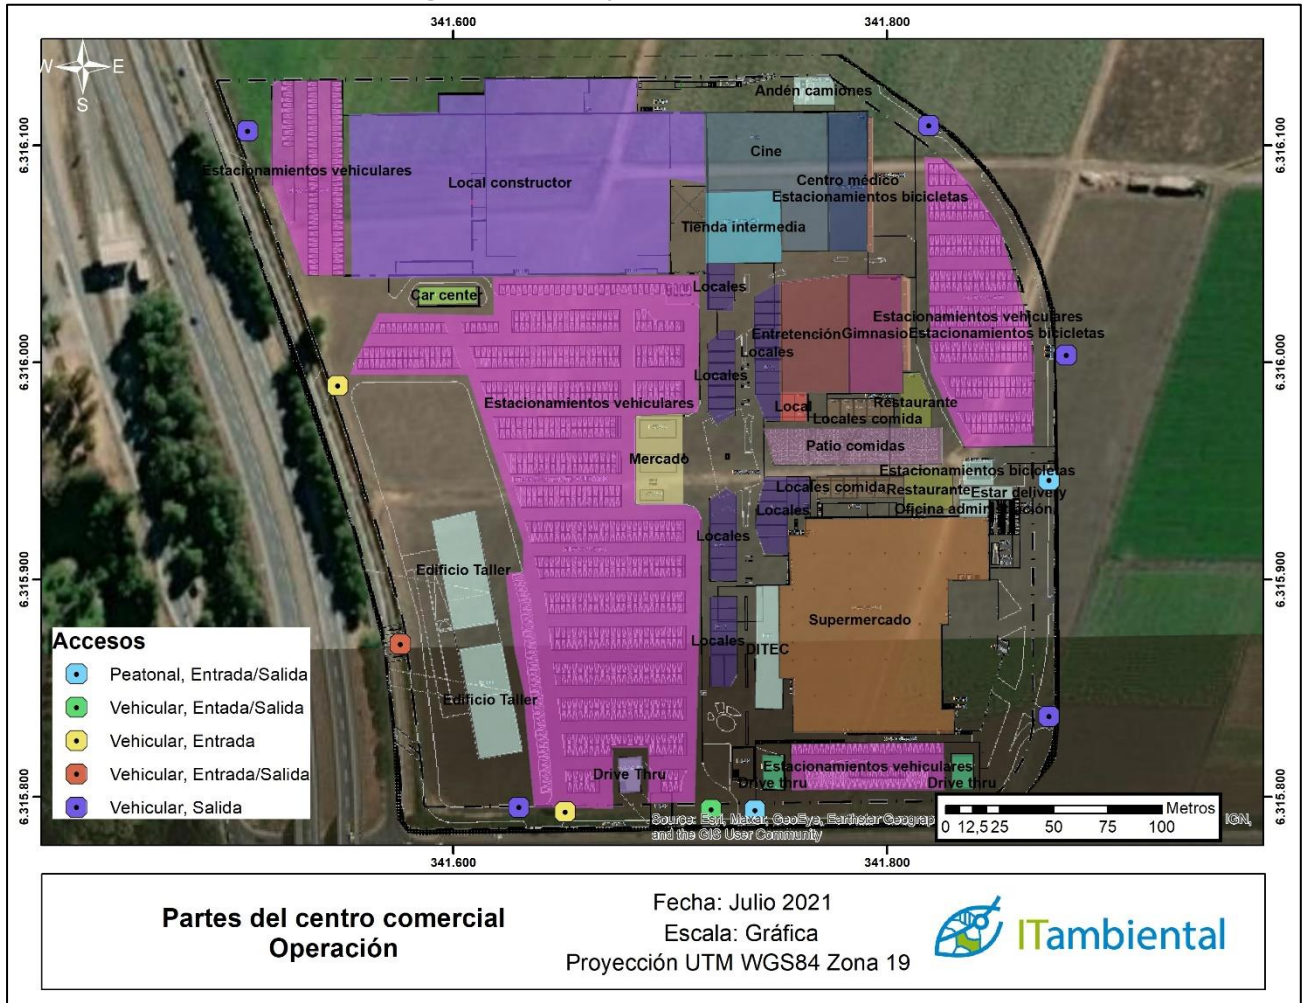 341.600
341.800
W
E
S
6.316.100
6.316.000
6.315.900
6.315.800
6.316.100
6.316.000
6.315.900
6.315.800
Andén camiones
Cine
Estacionamientos vehiculares
Local constructor
Centro médico
Estacionamientos bicicletas
Tienda intermedia
Locales
Car center
Estacionamientos vehiculares
Entretención
Gimnasio
Estacionamientos bicicletas
Locales
Locales
Estacionamientos vehiculares
Local
Restaurante
Locales comida
Patio comidas
Mercado
Estacionamientos bicicletas
Locales comida
Restaurante
Estar delivery
Locales
Oficina administración
Locales
Edificio Taller
Supermercado
Locales
DITEC
Edificio Taller
Drive Thru
Estacionamientos vehiculares
Drive thru
Drive thru
Accesos
Peatonal, Entrada/Salida
Vehicular, Entada/Salida
Vehicular, Entrada
Vehicular, Entrada/Salida
Vehicular, Salida
Metros
0 12,5 25 50 75 100
Source: Esri, Maxar, GeoEye, Earthstar Geograp
IGN,
and the GIS User Community
341.600
341.800
Partes del centro comercial
Operación
Fecha: Julio 2021
Escala: Gráfica
Proyección UTM WGS84 Zona 19
ITambiental